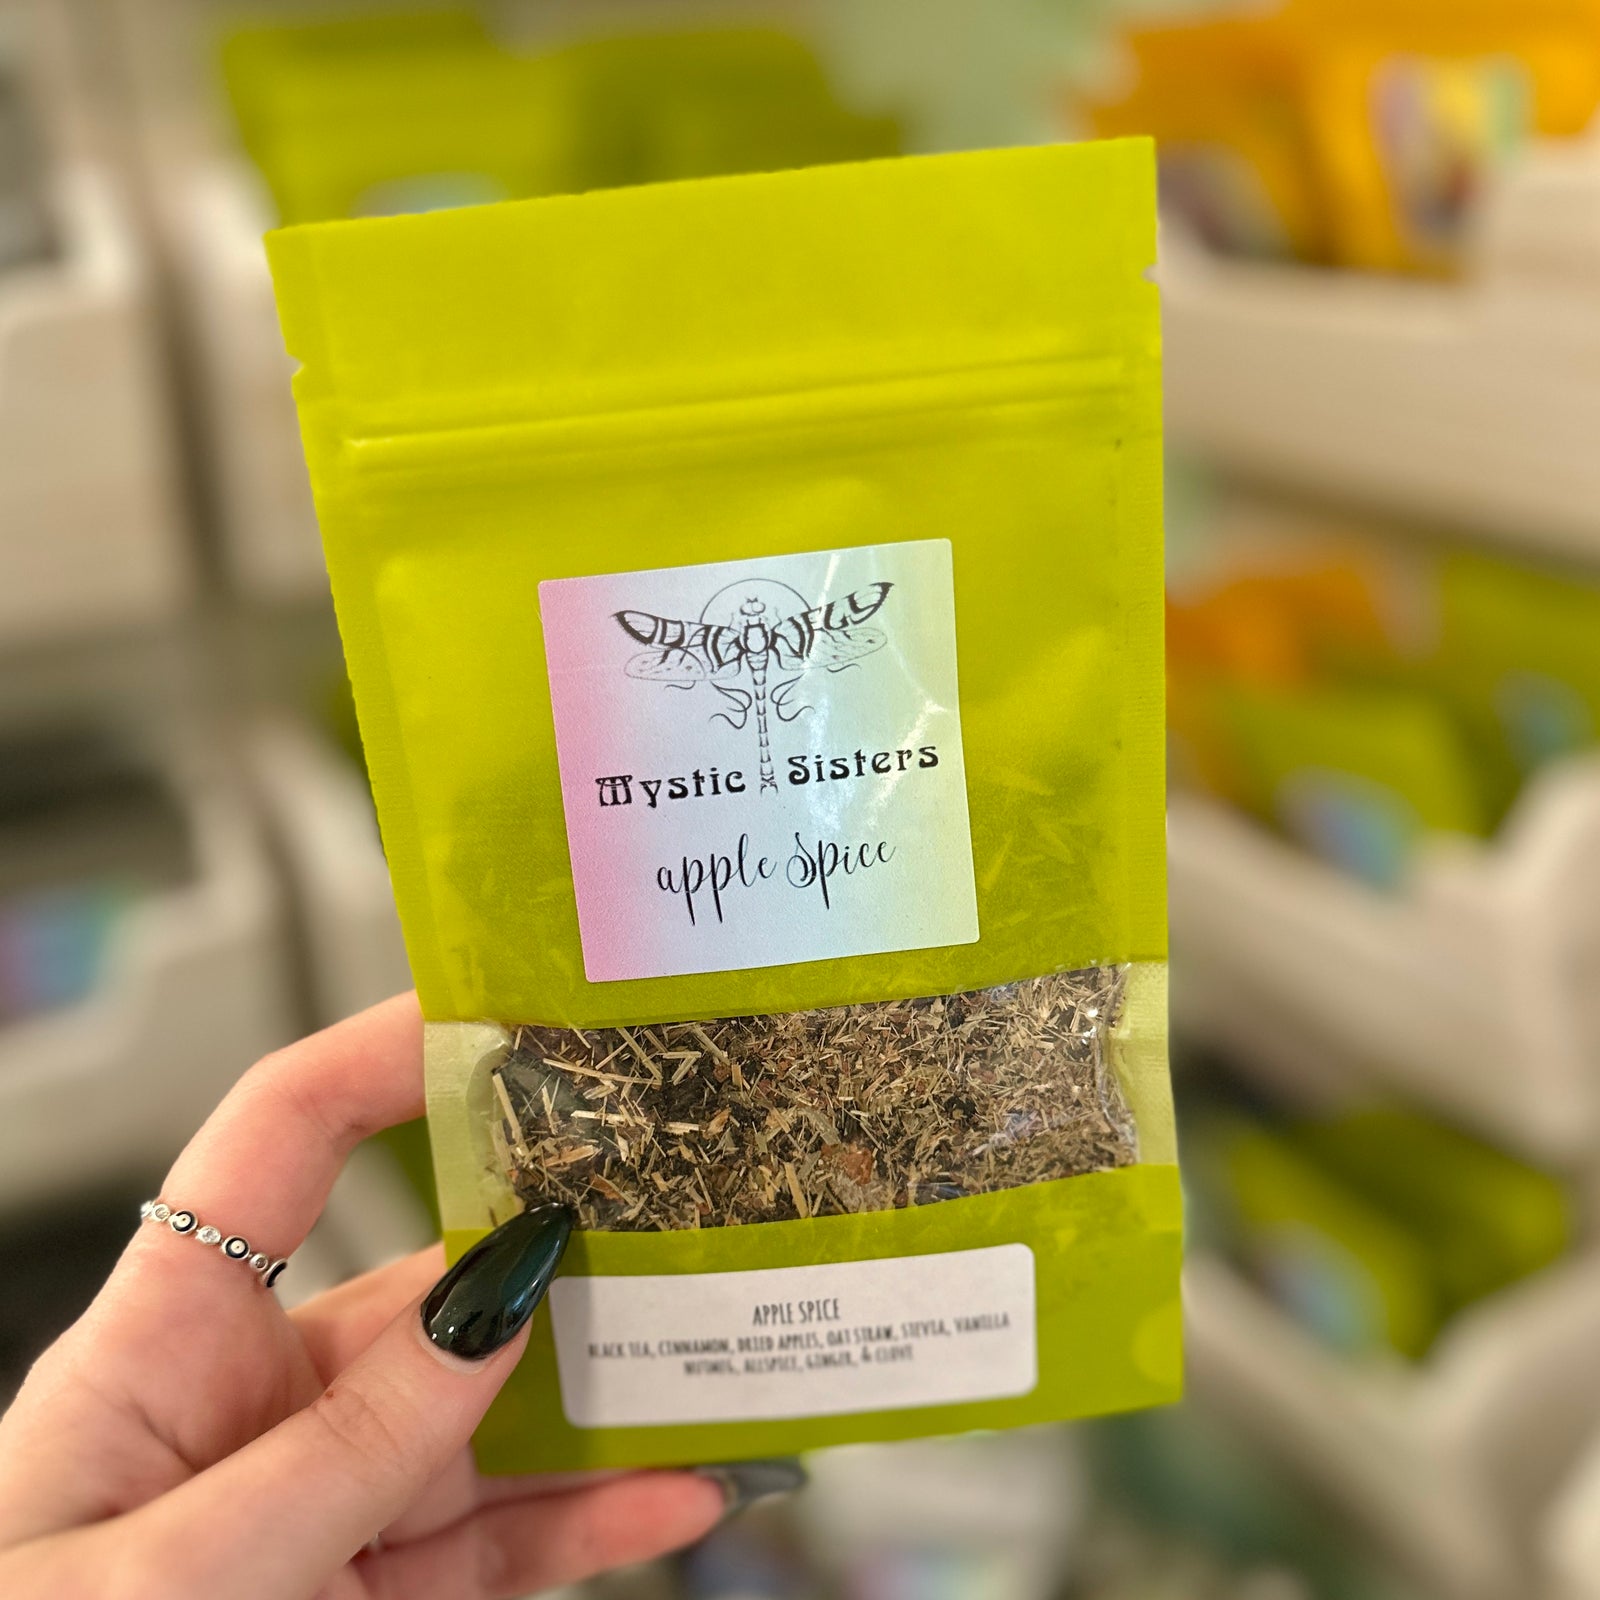 DRAGONFLY
Mystic Sisters
apple Spice
APPLE SPICE
BLACK TEA, CINNAMON, DRIED APPLES, OAT STRAW, STEVIA, VANILLA
NUTMEG, ALLSPICE, GINGER, & CLOVE